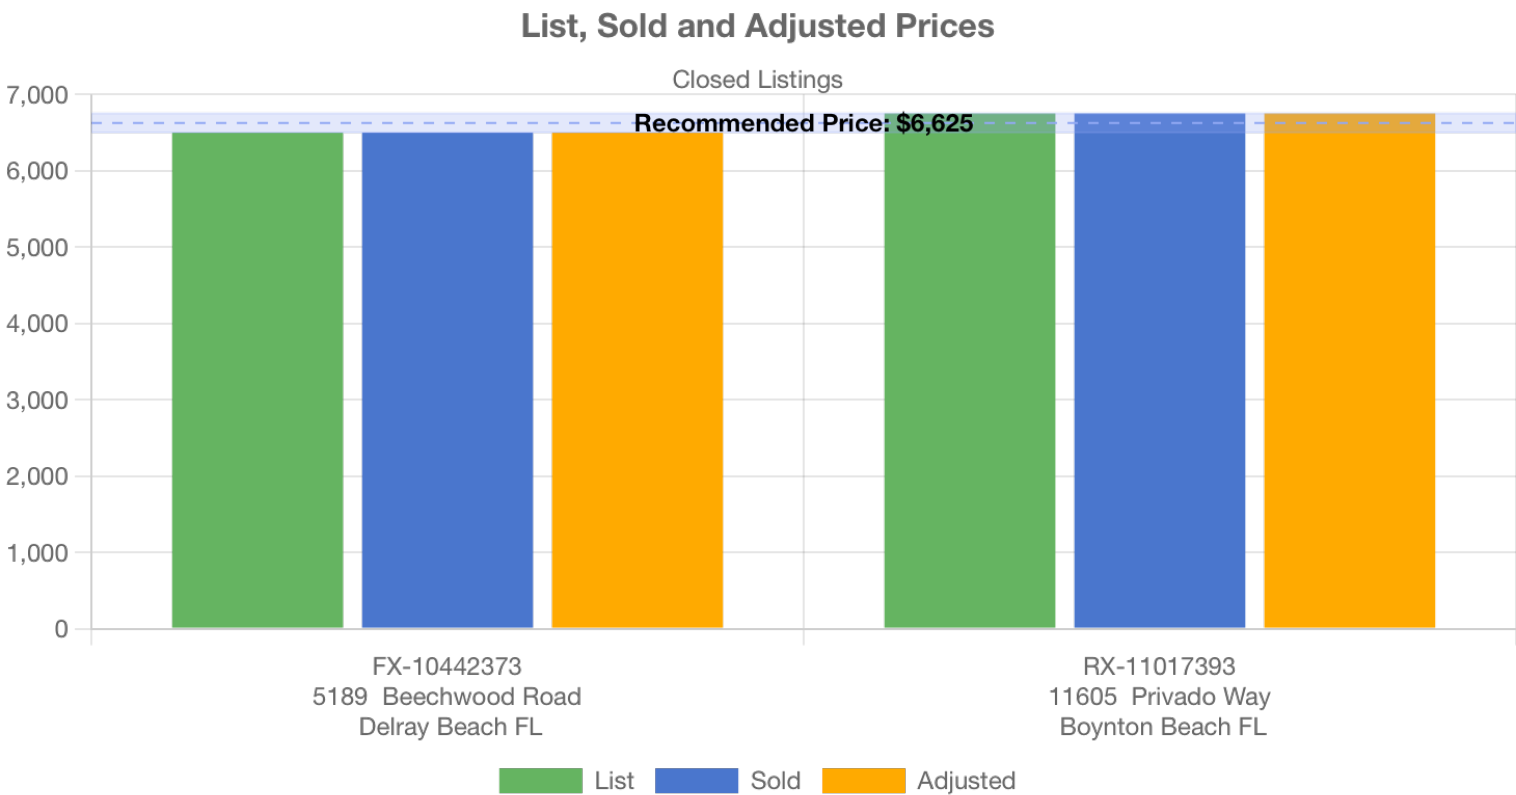 List, Sold and Adjusted Prices
Closed Listings
7,000
Recommended Price: $6,625
6,000
5,000
4,000
3,000
2,000
1,000
0
FX-10442373
5189  Beechwood Road
Delray Beach FL
RX-11017393
11605  Privado Way
Boynton Beach FL
List
Sold
Adjusted